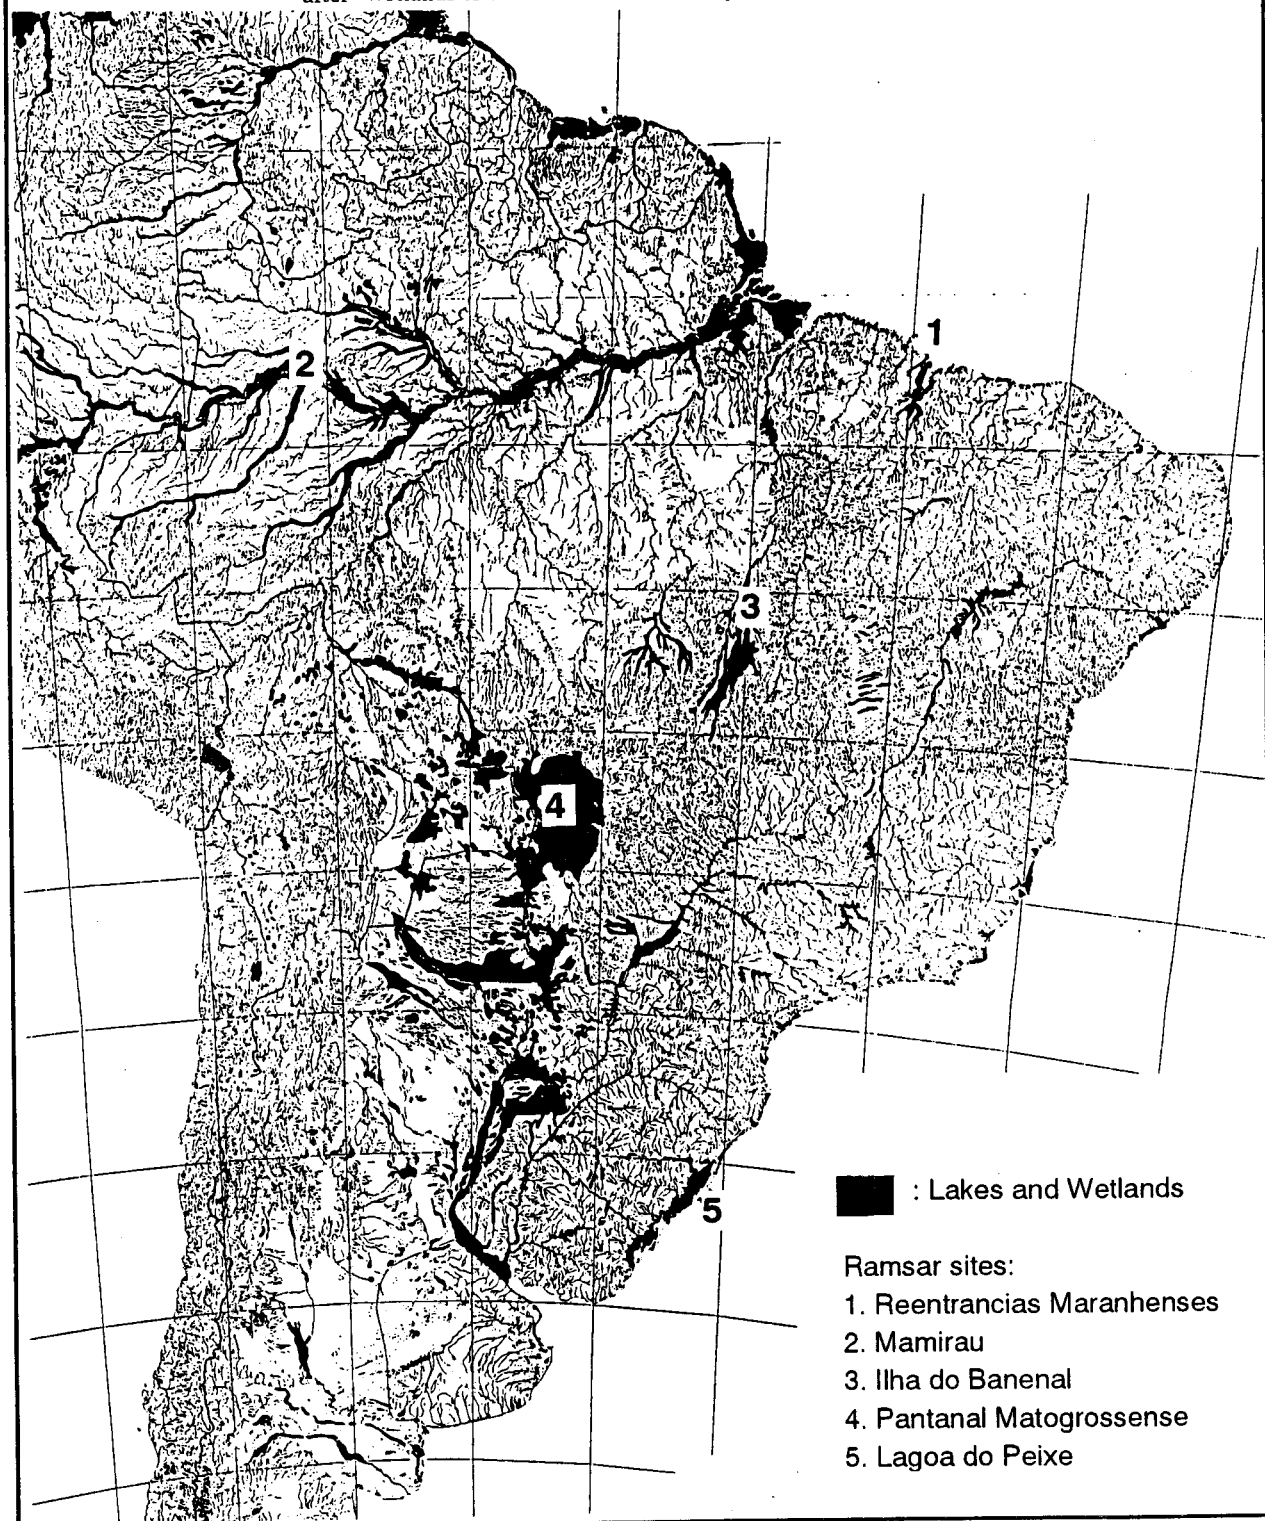 1
2
3
4
5
: Lakes and Wetlands
Ramsar sites:
1. Reentrancias Maranhenses
2. Mamirau
3. Ilha do Banenal
4. Pantanal Matogrossense
5. Lagoa do Peixe